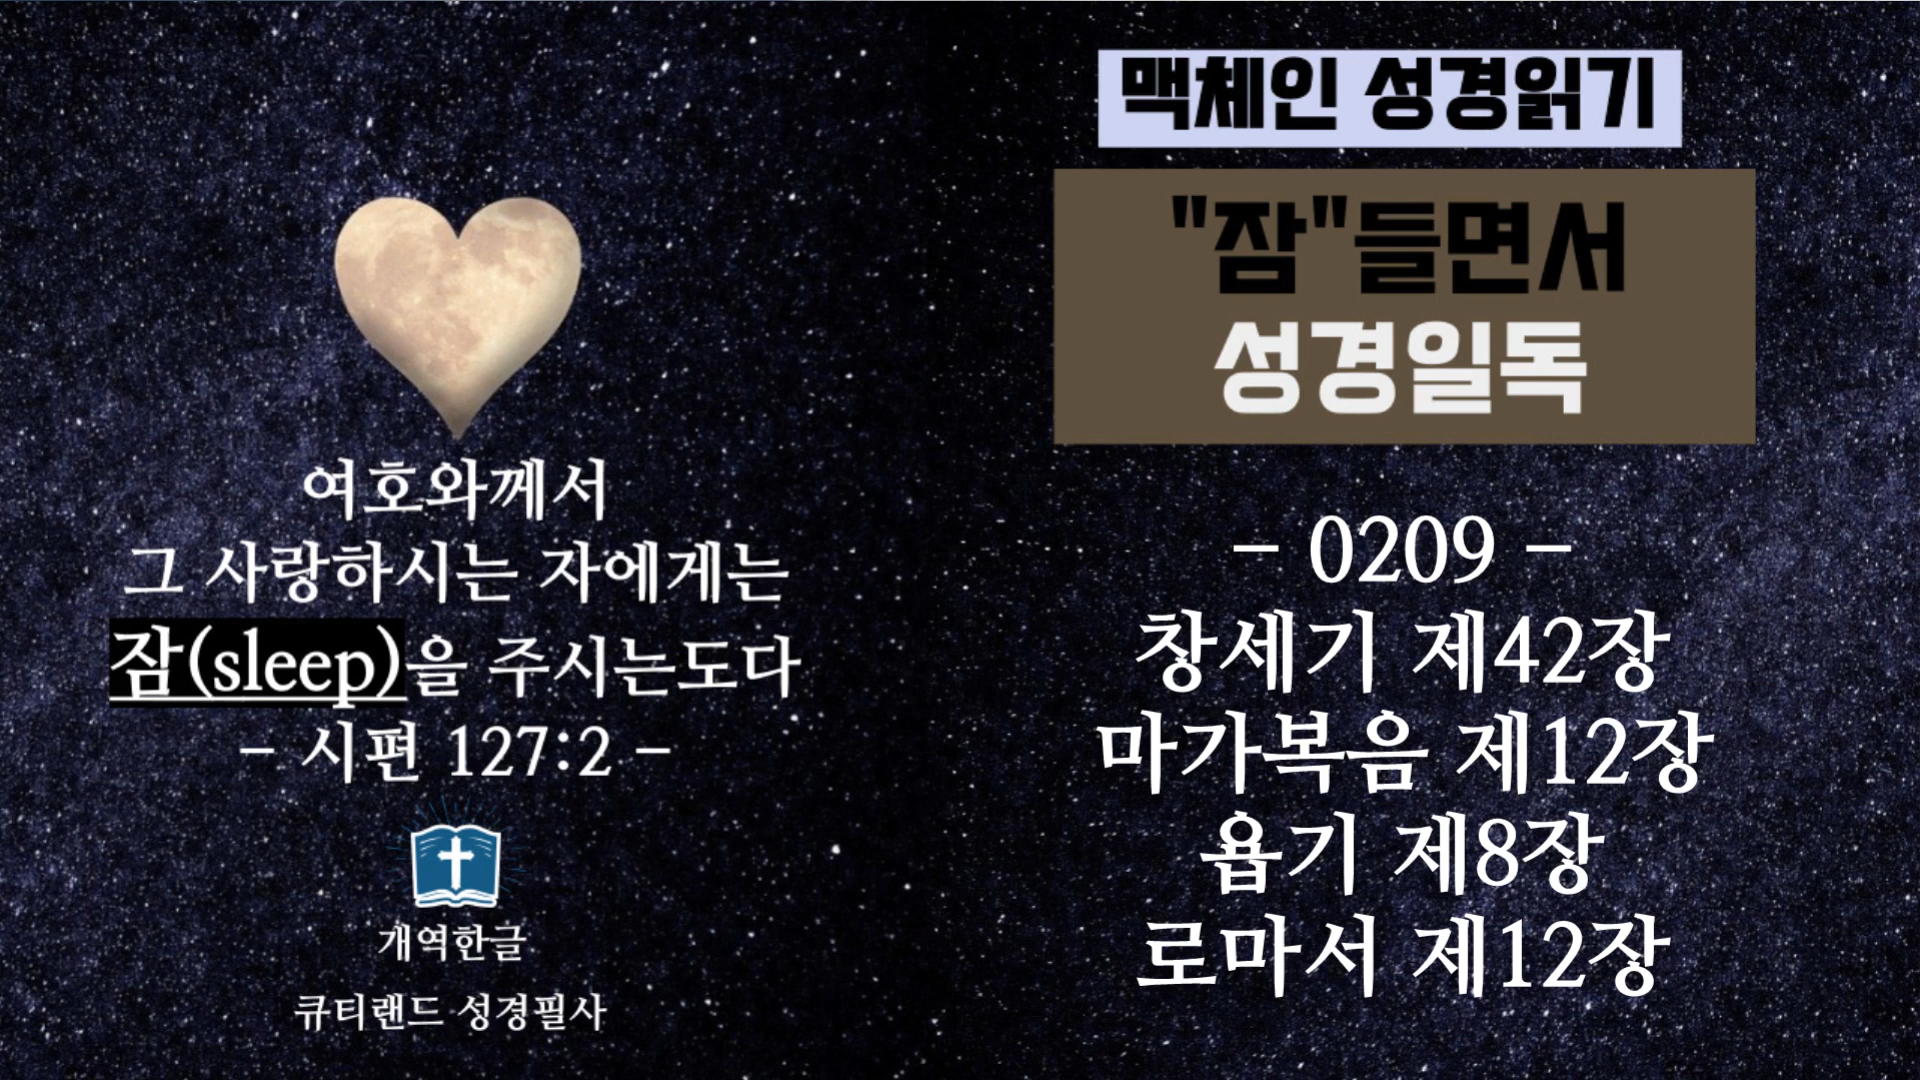 여호와께서
그 사랑하시는 자에게는
잠(sleep)을 주시는도다
- 시편 127:2 -
개역한글
큐티랜드 성경필사
맥체인 성경읽기
"잠"들면서
성경일독
- 0209 -
창세기 제42장
마가복음 제12장
욥기 제8장
로마서 제12장